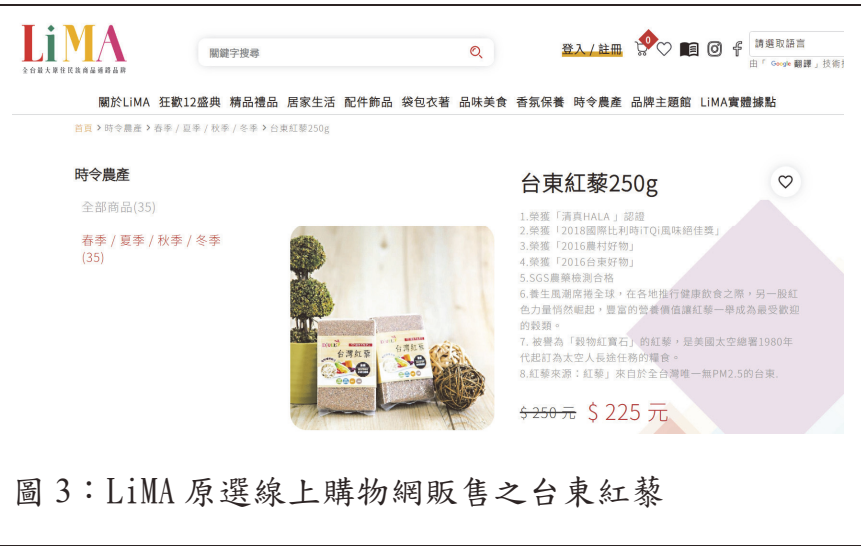 LiMA
全台最大原住民族商品通路品牌
關鍵字搜尋
登入 / 註冊
0
請選取語言
由「 Google 翻譯 」技術
關於LiMA 狂歡12盛典 精品禮品 居家生活 配件飾品 袋包衣著 品味美食 香氛保養 時令農產 品牌主題館 LiMA實體據點
首頁 > 時令農產 > 春季 / 夏季 / 秋季 / 冬季 > 台東紅藜250g
時令農產
全部商品(35)
春季 / 夏季 / 秋季 / 冬季
(35)
台灣紅藜
台灣紅藜
台東紅藜250g
1.榮獲「清真HALA 」認證
2.榮獲「2018國際比利時iTQi風味絕佳獎」
3.榮獲「2016農村好物」
4.榮獲「2016台東好物」
5.SGS農藥檢測合格
6.養生風潮席捲全球，在各地推行健康飲食之際，另一股紅
色力量悄然崛起，豐富的營養價值讓紅藜一舉成為最受歡迎
的穀類。
7. 被譽為「穀物紅寶石」的紅藜，是美國太空總署1980年
代起訂為太空人長途任務的糧食。
8.紅藜來源：紅藜」來自於全台灣唯一無PM2.5的台東.
$ 250 元 $ 225 元
圖 3：LiMA 原選線上購物網販售之台東紅藜